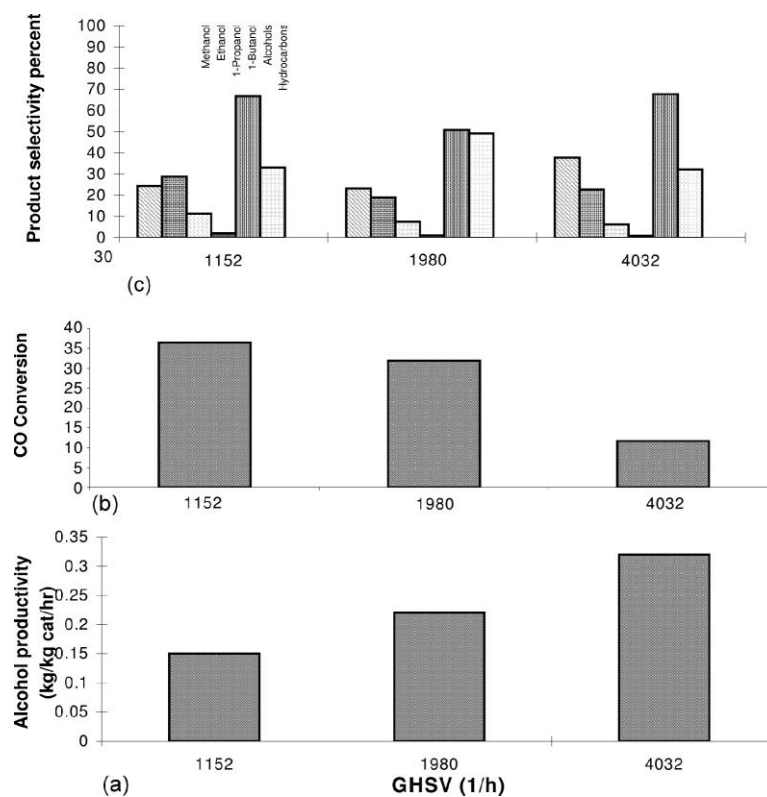 Product selectivity percent
100
90
80
70
60
50
40
30
20
10
0
Methanol
Ethanol
1-Propanol
1-Butanol
Alcohols
Hydrocarbons
30
1152
1980
4032
(c)
CO Conversion
40
35
30
25
20
15
10
5
0
1152
1980
4032
(b)
Alcohol productivity
(kg/kg cat/hr)
0.35
0.3
0.25
0.2
0.15
0.1
0.05
0
1152
1980
4032
(a)
GHSV (1/h)